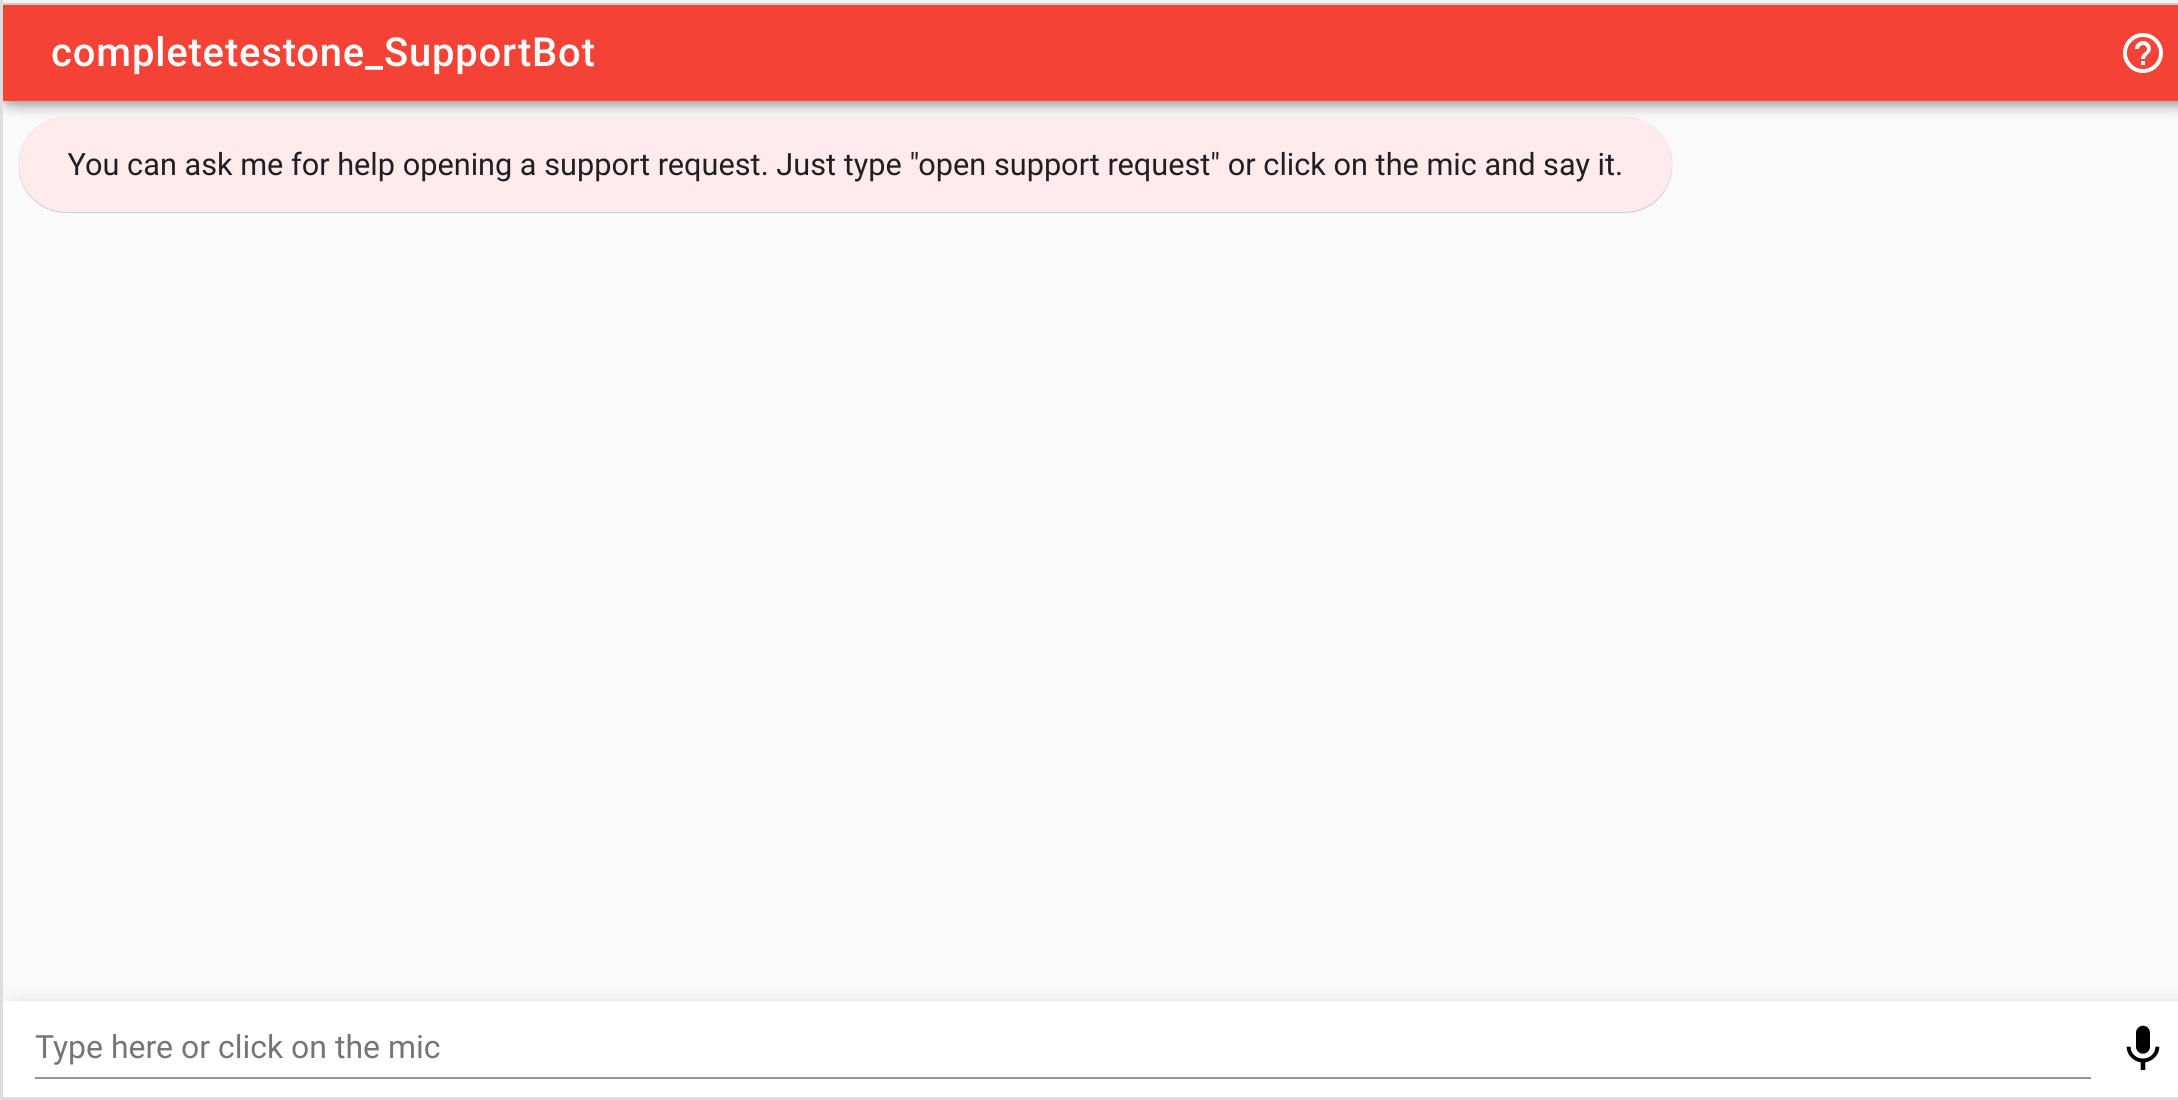 completetestone_SupportBot
You can ask me for help opening a support request. Just type "open support request" or click on the mic and say it.
Type here or click on the mic